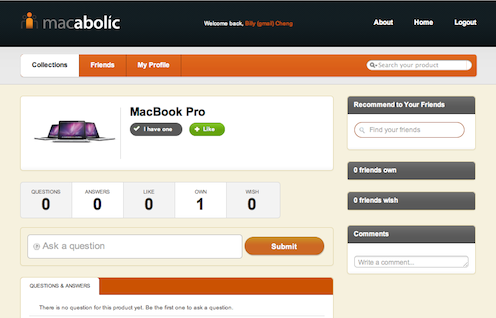 macabolic
Welcome back, Billy (gmail) Cheng
About Home Logout
Collections Friends My Profile
Search your product
MacBook Pro
I have one Like
QUESTIONS ANSWERS LIKE OWN WISH
0 0 0 1 0
Ask a question
Submit
QUESTIONS & ANSWERS
There is no question for this product yet. Be the first to ask a question.
Recommend to Your Friends
Find your friends
0 friends own
0 friends wish
Comments
Write a comment...